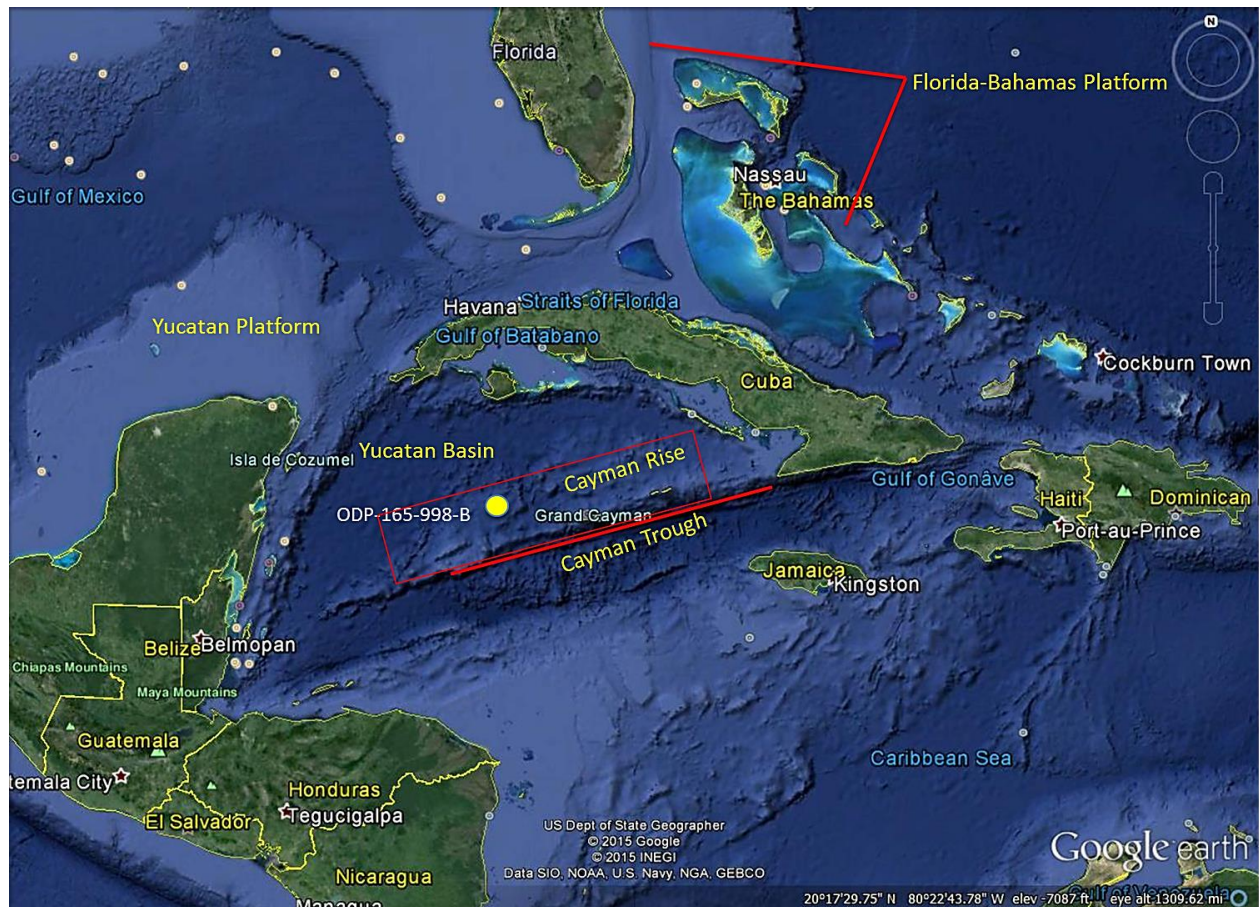 N
Florida
Florida-Bahamas Platform
Nassau
The Bahamas
Gulf of Mexico
Havana
Straits of Florida
Yucatan Platform
Gulf of Batabano
Cockburn Town
Cuba
Yucatan Basin
Isla de Cozumel
Cayman Rise
Gulf of Gonâve
Haiti
Dominican
ODP-165-998-B
Grand Cayman
Port-au-Prince
Cayman Trough
Jamaica
Kingston
Belize
Belmopan
Chiapas Mountains
Maya Mountains
Guatemala
Caribbean Sea
temala City
Honduras
Tegucigalpa
El Salvador
US Dept of State Geographer
© 2015 Google
© 2015 INEGI
Data SIO, NOAA, U.S. Navy, NGA, GEBCO
Google earth
Nicaragua
Managua
Gulf of Venezuela
20°17'29.75" N 80°22'43.78" W elev -7087 ft eye alt 1309.62 mi